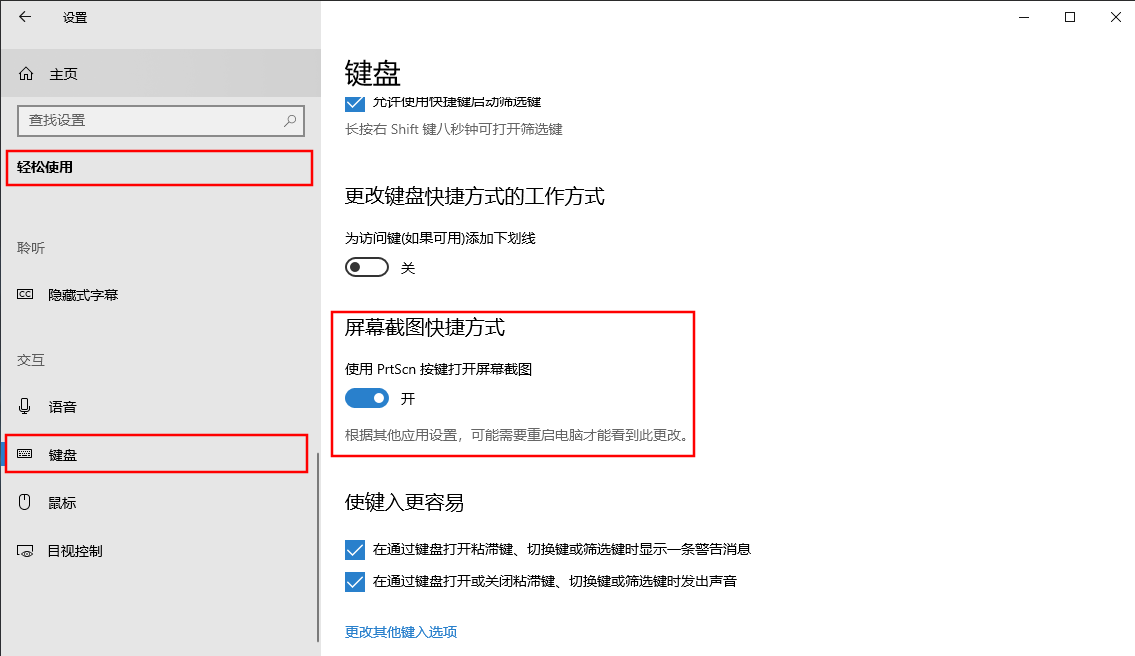 设置
主页
查找设置
轻松使用
聆听
CC 隐藏式字幕
交互
语音
键盘
鼠标
目视控制
键盘
允许使用快捷键启动筛选键
长按右 Shift 键八秒钟可打开筛选键
更改键盘快捷方式的工作方式
为访问键(如果可用)添加下划线
关
屏幕截图快捷方式
使用 PrtScn 按键打开屏幕截图
开
根据其他应用设置，可能需要重启电脑才能看到此更改。
使键入更容易
在通过键盘打开粘滞键、切换键或筛选键时显示一条警告消息
在通过键盘打开或关闭粘滞键、切换键或筛选键时发出声音
更改其他键入选项